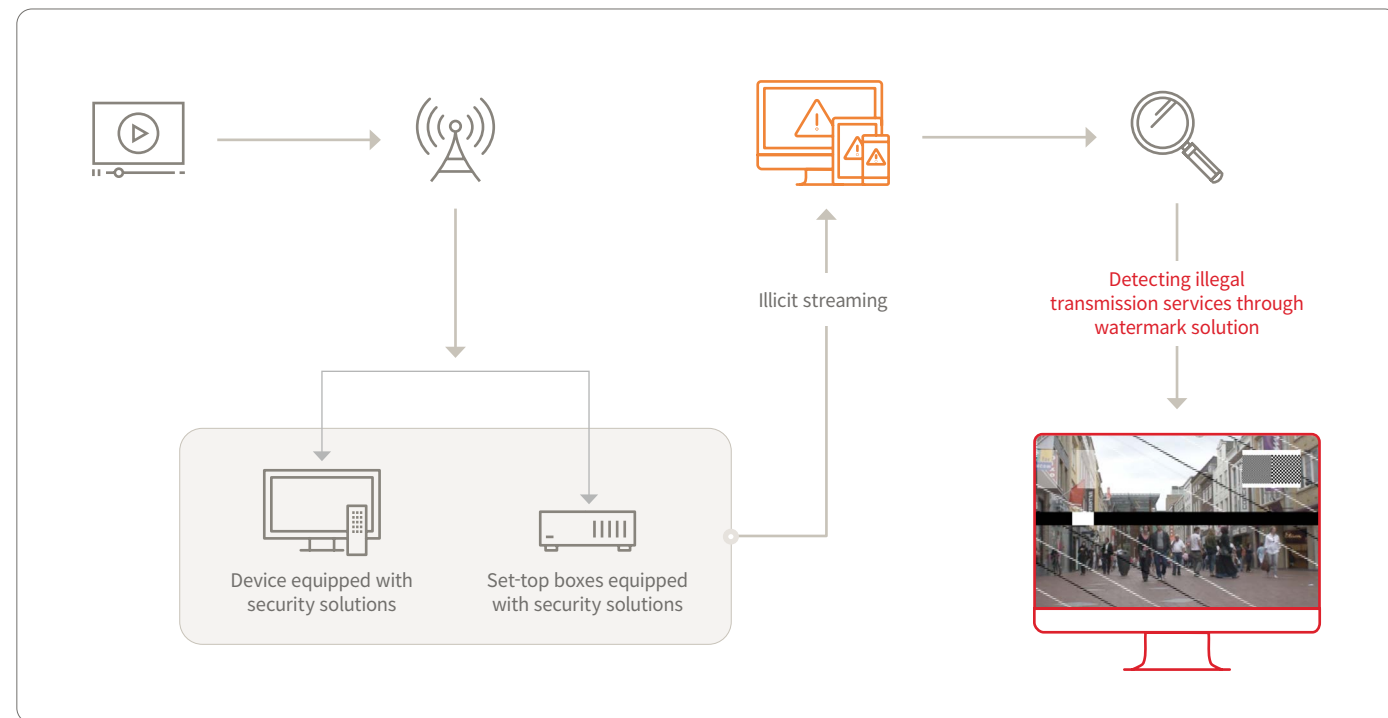 Illicit streaming
Detecting illegal
transmission services through
watermark solution
Device equipped with
security solutions
Set-top boxes equipped
with security solutions